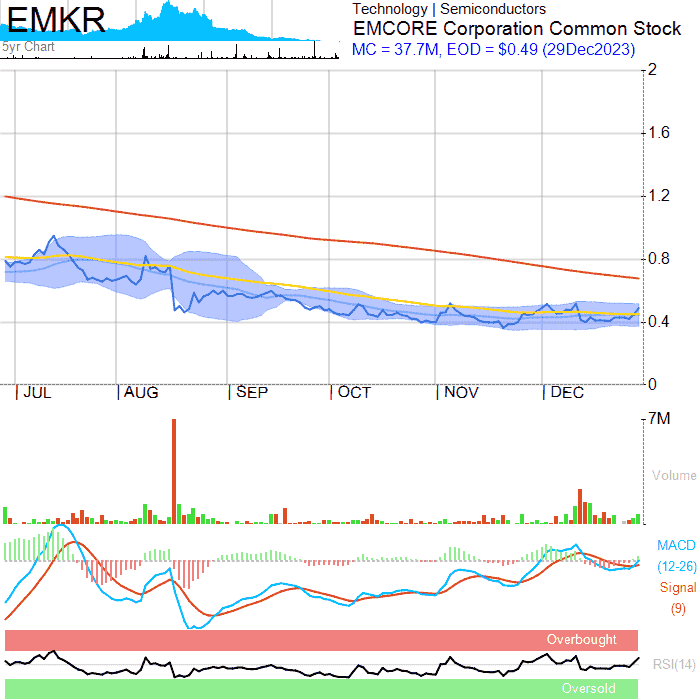 EMKR
5yr Chart
Technology | Semiconductors
EMCORE Corporation Common Stock
MC = 37.7M, EOD = $0.49 (29Dec2023)
2
1.6
1.2
0.8
0.4
0
JUL
AUG
SEP
OCT
NOV
DEC
7M
Volume
MACD
(12-26)
Signal
(9)
Overbought
RSI(14)
Oversold